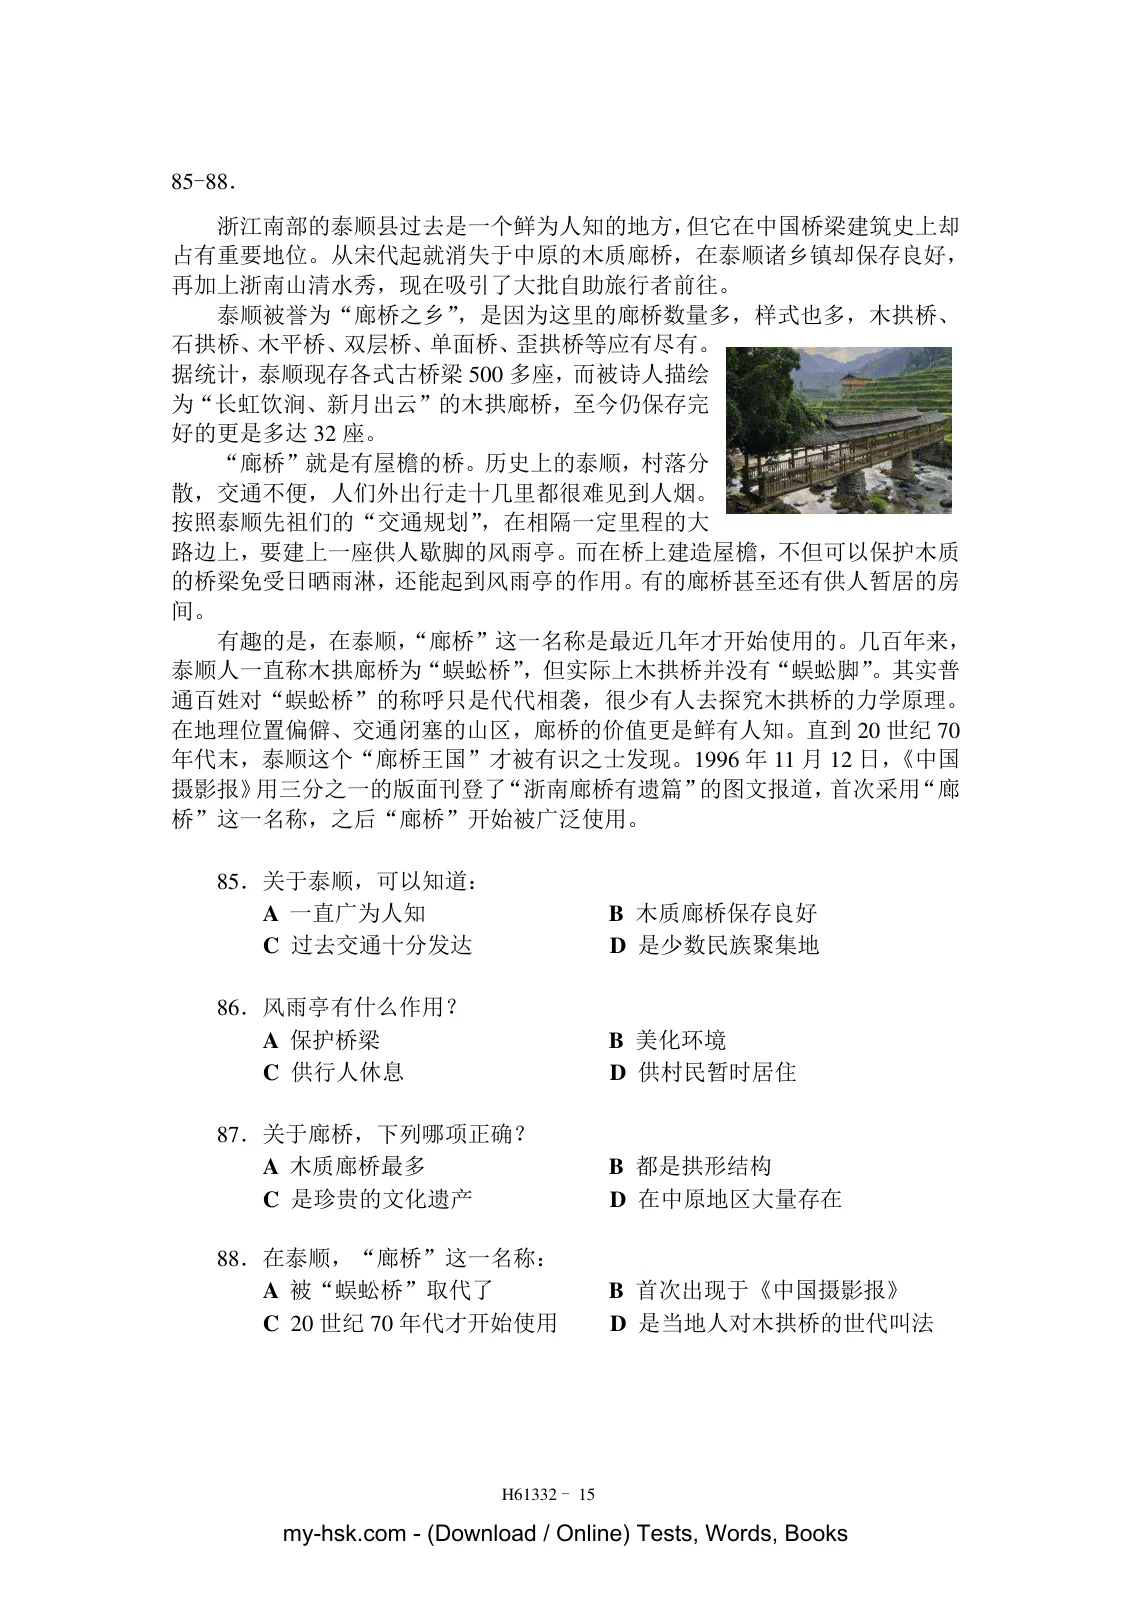 85-88．
浙江南部的泰顺县过去是一个鲜为人知的地方，但它在中国桥梁建筑史上却
占有重要地位。从宋代起就消失于中原的木质廊桥，在泰顺诸乡镇却保存良好，
再加上浙南山清水秀，现在吸引了大批自助旅行者前往。
泰顺被誉为“廊桥之乡”，是因为这里的廊桥数量多，样式也多，木拱桥、
石拱桥、木平桥、双层桥、单面桥、歪拱桥等应有尽有。
据统计，泰顺现存各式古桥梁 500 多座，而被诗人描绘
为“长虹饮涧、新月出云”的木拱廊桥，至今仍保存完
好的更是多达 32 座。
“廊桥”就是有屋檐的桥。历史上的泰顺，村落分
散，交通不便，人们外出行走十几里都很难见到人烟。
按照泰顺先祖们的“交通规划”，在相隔一定里程的大
路边上，要建上一座供人歇脚的风雨亭。而在桥上建造屋檐，不但可以保护木质
的桥梁免受日晒雨淋，还能起到风雨亭的作用。有的廊桥甚至还有供人暂居的房
间。
有趣的是，在泰顺，“廊桥”这一名称是最近几年才开始使用的。几百年来，
泰顺人一直称木拱廊桥为“蜈蚣桥”，但实际上木拱桥并没有“蜈蚣脚”。其实普
通百姓对“蜈蚣桥”的称呼只是代代相袭，很少有人去探究木拱桥的力学原理。
在地理位置偏僻、交通闭塞的山区，廊桥的价值更是鲜有人知。直到 20 世纪 70
年代末，泰顺这个“廊桥王国”才被有识之士发现。1996 年 11 月 12 日，《中国
摄影报》用三分之一的版面刊登了“浙南廊桥有遗篇”的图文报道，首次采用“廊
桥”这一名称，之后“廊桥”开始被广泛使用。
85．关于泰顺，可以知道：
A 一直广为人知 B 木质廊桥保存良好
C 过去交通十分发达 D 是少数民族聚集地
86．风雨亭有什么作用？
A 保护桥梁 B 美化环境
C 供行人休息 D 供村民暂时居住
87．关于廊桥，下列哪项正确？
A 木质廊桥最多 B 都是拱形结构
C 是珍贵的文化遗产 D 在中原地区大量存在
88．在泰顺，“廊桥”这一名称：
A 被“蜈蚣桥”取代了 B 首次出现于《中国摄影报》
C 20 世纪 70 年代才开始使用 D 是当地人对木拱桥的世代叫法
H61332 - 15
my-hsk.com - (Download / Online) Tests, Words, Books